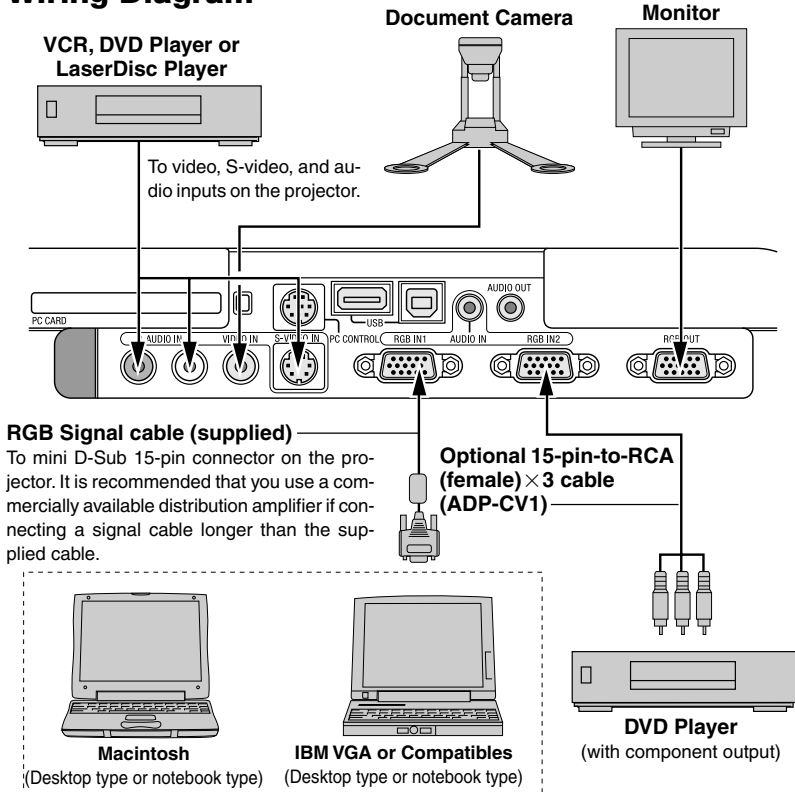 Wiring Diagram
Document Camera
Monitor
VCR, DVD Player or
LaserDisc Player
To video, S-video, and au-
dio inputs on the projector.
AUDIO OUT
PC CARD
USB
AUDIO IN
VIDEO IN
S-VIDEO IN
PC CONTROL
RGB IN1
AUDIO IN
RGB IN2
RGB OUT
RGB Signal cable (supplied)
To mini D-Sub 15-pin connector on the pro-
jector. It is recommended that you use a com-
mercially available distribution amplifier if con-
necting a signal cable longer than the sup-
plied cable.
Optional 15-pin-to-RCA
(female)×3 cable
(ADP-CV1)
Macintosh
(Desktop type or notebook type)
IBM VGA or Compatibles
(Desktop type or notebook type)
DVD Player
(with component output)